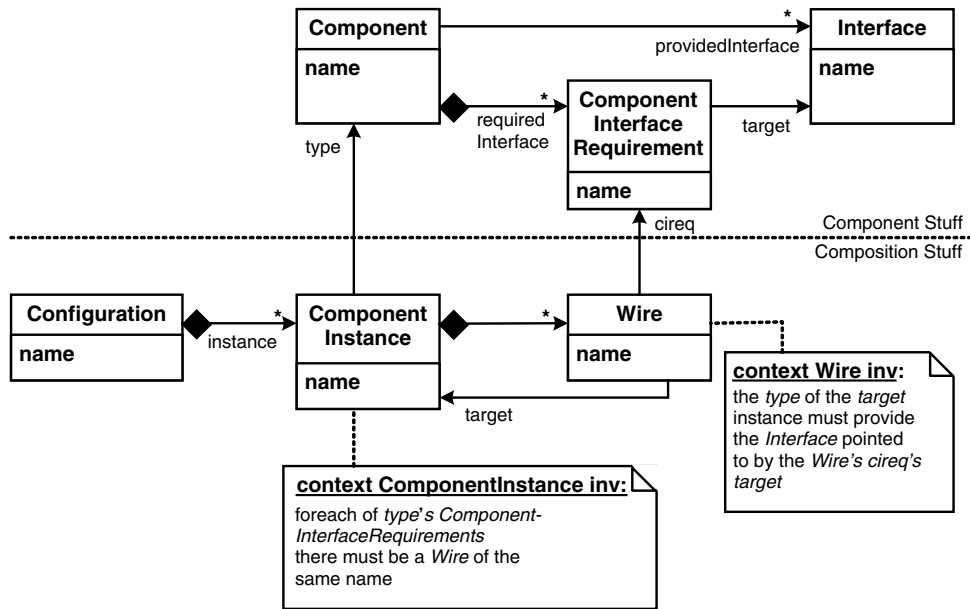 Component
name
*
providedInterface
Interface
name
*
required
Interface
Component
Interface
Requirement
name
target
type
cireq
Component Stuff
Composition Stuff
Configuration
name
*
instance
Component
Instance
name
*
Wire
name
target
context Wire inv:
the type of the target
instance must provide
the Interface pointed
to by the Wire's cireq's
target
context ComponentInstance inv:
foreach of type's Component-
InterfaceRequirements
there must be a Wire of the
same name